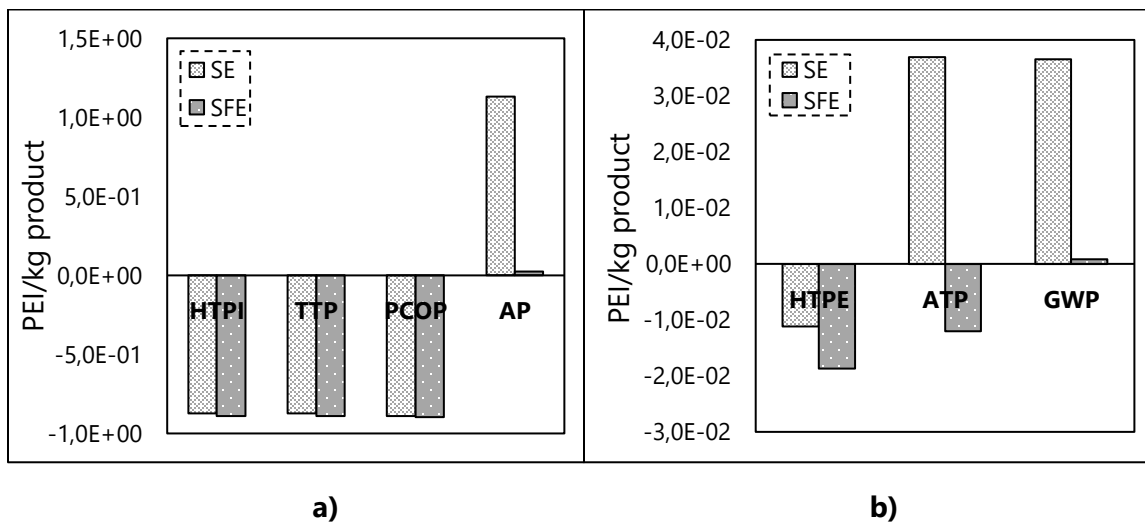 PEI/kg product
1,5E+00
1,0E+00
5,0E-01
0,0E+00
-5,0E-01
-1,0E+00
SE
SFE
HTPI TTP PCOP AP
a)
PEI/kg product
4,0E-02
3,0E-02
2,0E-02
1,0E-02
0,0E+00
-1,0E-02
-2,0E-02
-3,0E-02
SE
SFE
HTPE ATP GWP
b)